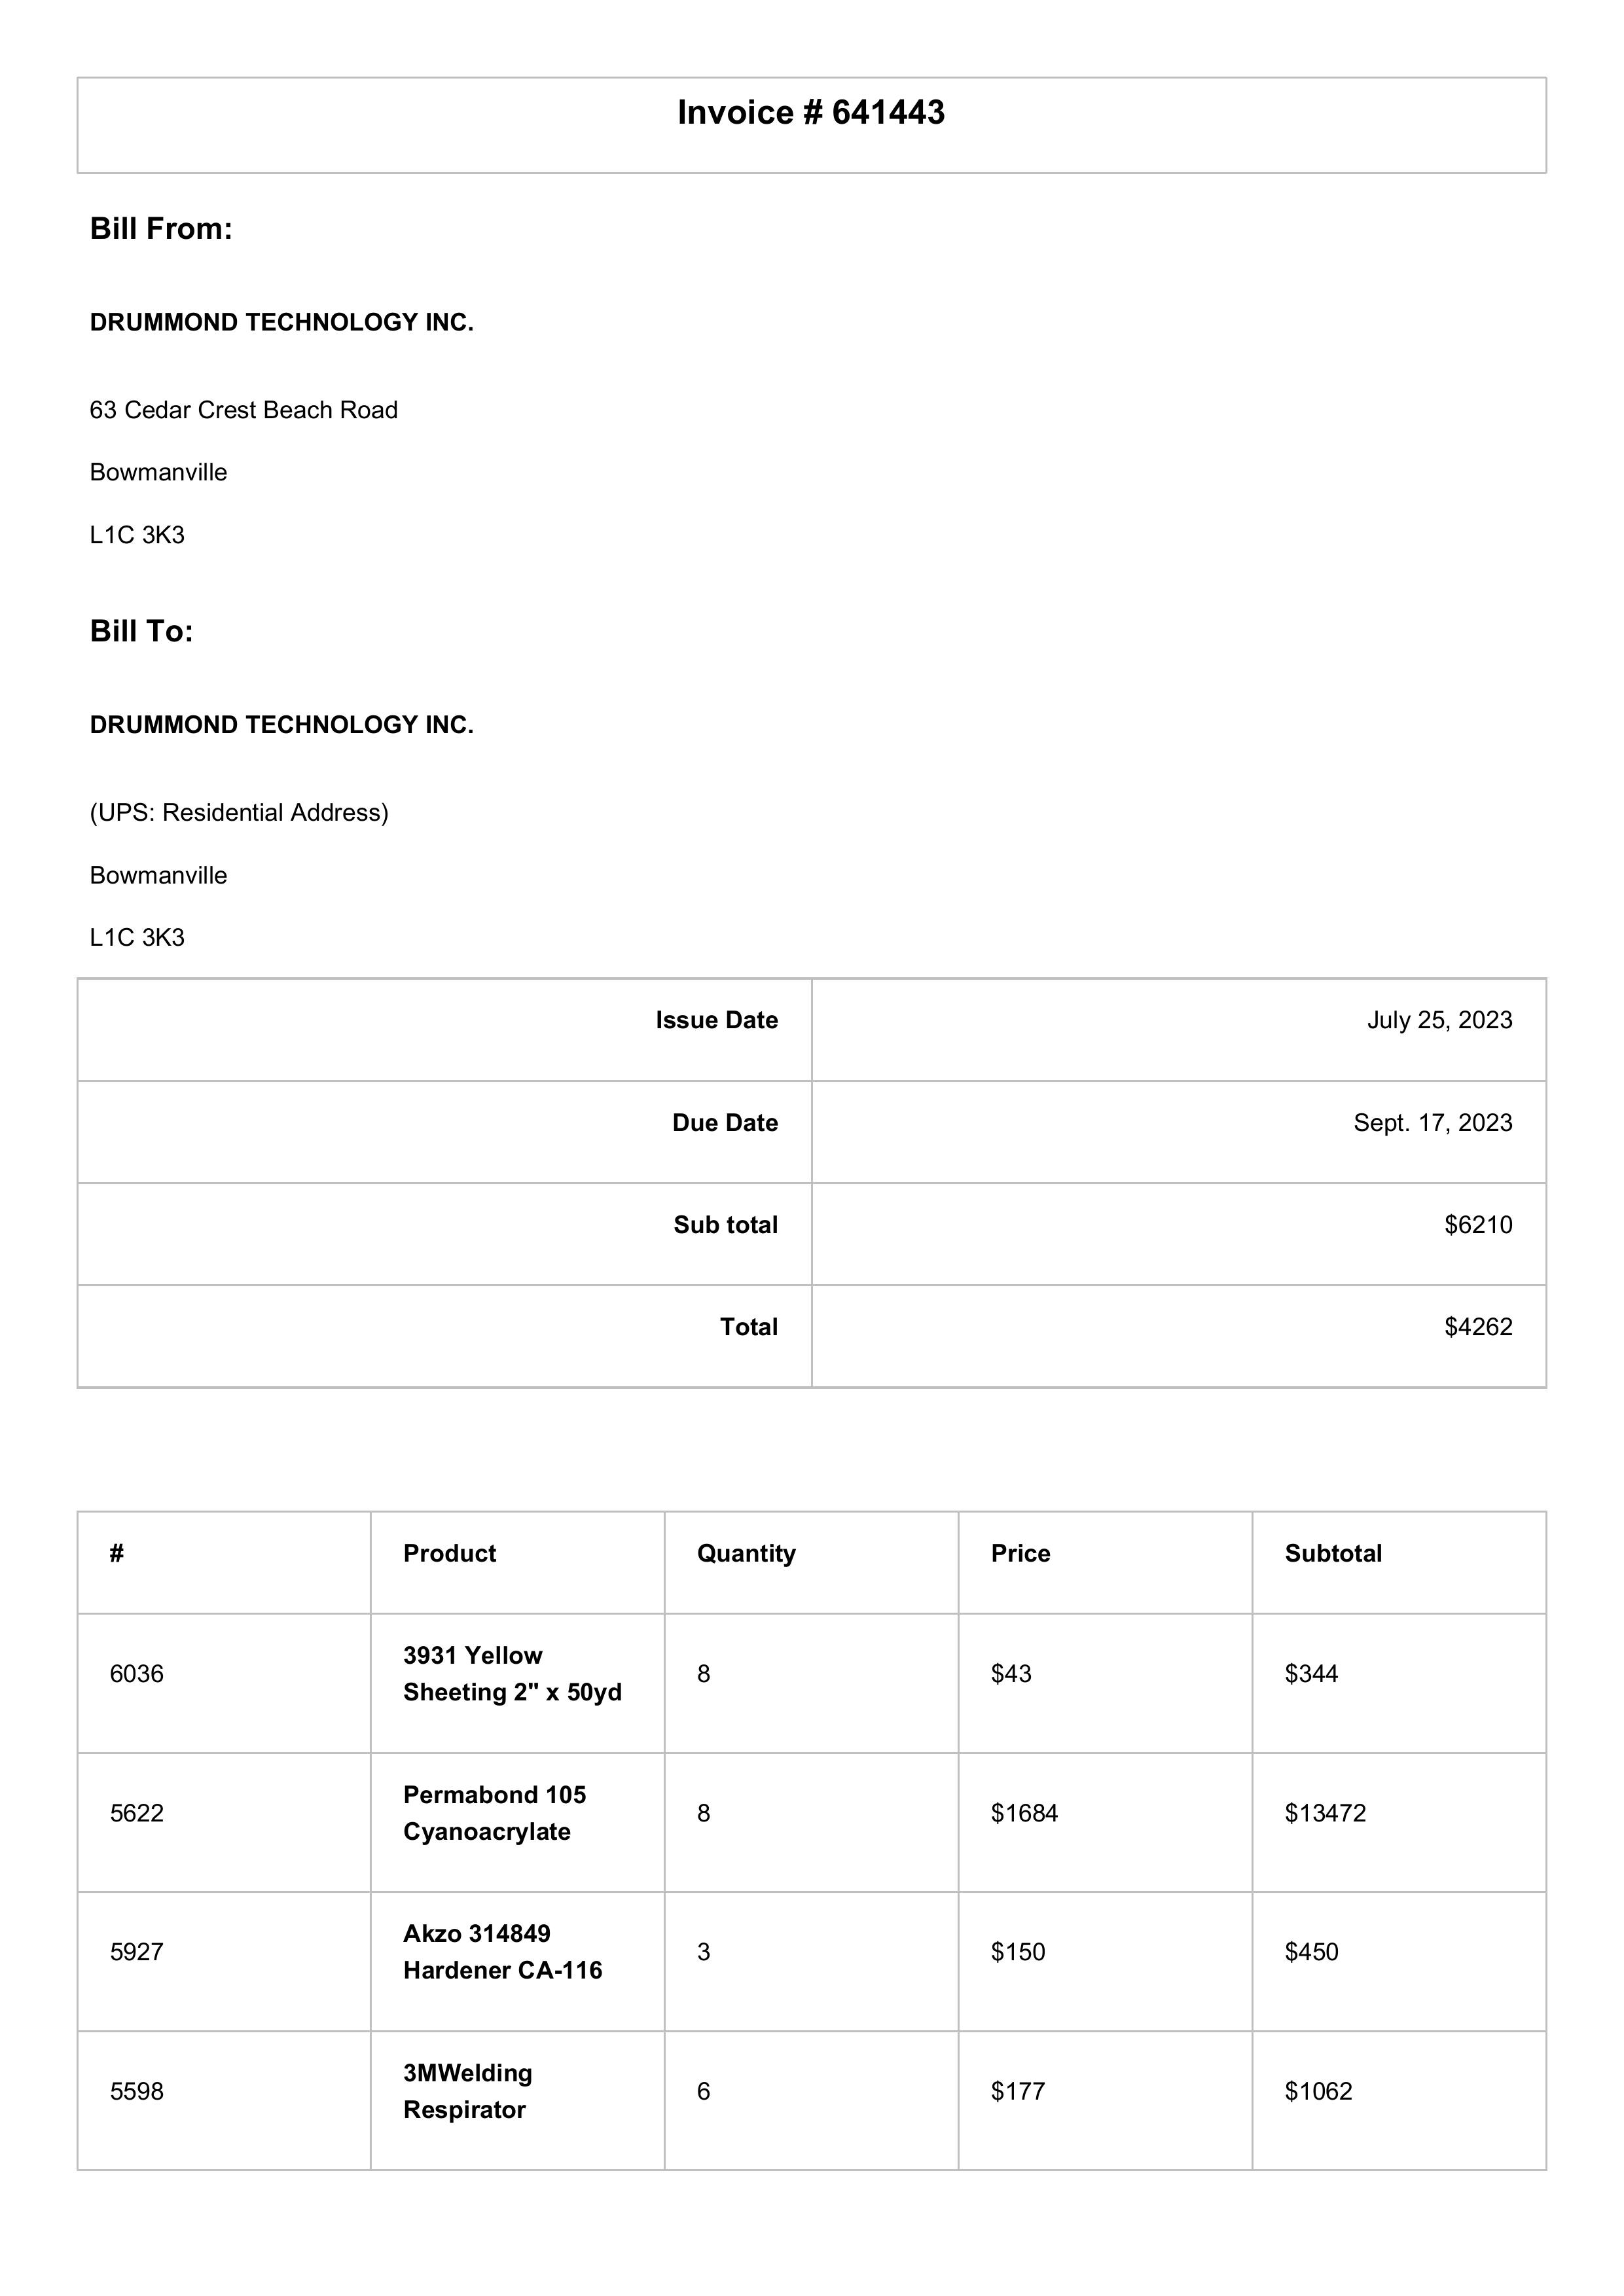 Invoice # 641443
Bill From:
DRUMMOND TECHNOLOGY INC.
63 Cedar Crest Beach Road
Bowmanville
L1C 3K3
Bill To:
DRUMMOND TECHNOLOGY INC.
(UPS: Residential Address)
Bowmanville
L1C 3K3
Issue Date July 25, 2023
Due Date Sept. 17, 2023
Sub total $6210
Total $4262
# Product Quantity Price Subtotal
6036 3931 Yellow Sheeting 2" x 50yd 8 $43 $344
5622 Permabond 105 Cyanoacrylate 8 $1684 $13472
5927 Akzo 314849 Hardener CA-116 3 $150 $450
5598 3MWelding Respirator 6 $177 $1062